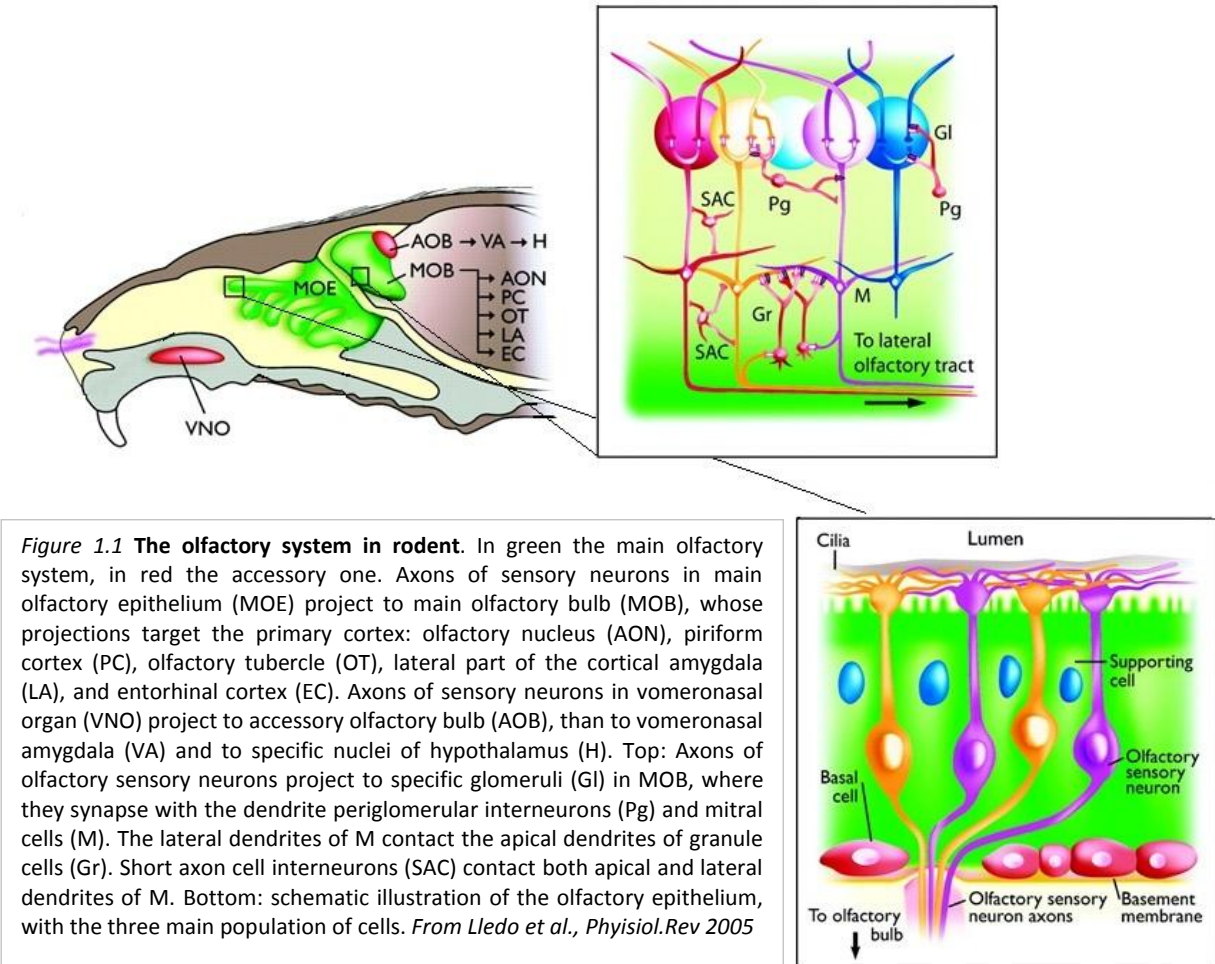 AOB → VA → H
MOB → AON
→ PC
→ OT
→ LA
→ EC
MOE
VNO
Gl
SAC
Pg
Pg
M
Gr
SAC
To lateral
olfactory tract
Figure 1.1 The olfactory system in rodent. In green the main olfactory
system, in red the accessory one. Axons of sensory neurons in main
olfactory epithelium (MOE) project to main olfactory bulb (MOB), whose
projections target the primary cortex: olfactory nucleus (AON), piriform
cortex (PC), olfactory tubercle (OT), lateral part of the cortical amygdala
(LA), and entorhinal cortex (EC). Axons of sensory neurons in vomeronasal
organ (VNO) project to accessory olfactory bulb (AOB), than to vomeronasal
amygdala (VA) and to specific nuclei of hypothalamus (H). Top: Axons of
olfactory sensory neurons project to specific glomeruli (Gl) in MOB, where
they synapse with the dendrite periglomerular interneurons (Pg) and mitral
cells (M). The lateral dendrites of M contact the apical dendrites of granule
cells (Gr). Short axon cell interneurons (SAC) contact both apical and lateral
dendrites of M. Bottom: schematic illustration of the olfactory epithelium,
with the three main population of cells. From Lledo et al., Phyisiol.Rev 2005
Cilia
Lumen
Supporting
cell
Olfactory
sensory
neuron
Basal
cell
Olfactory sensory
neuron axons
Basement
membrane
To olfactory
bulb